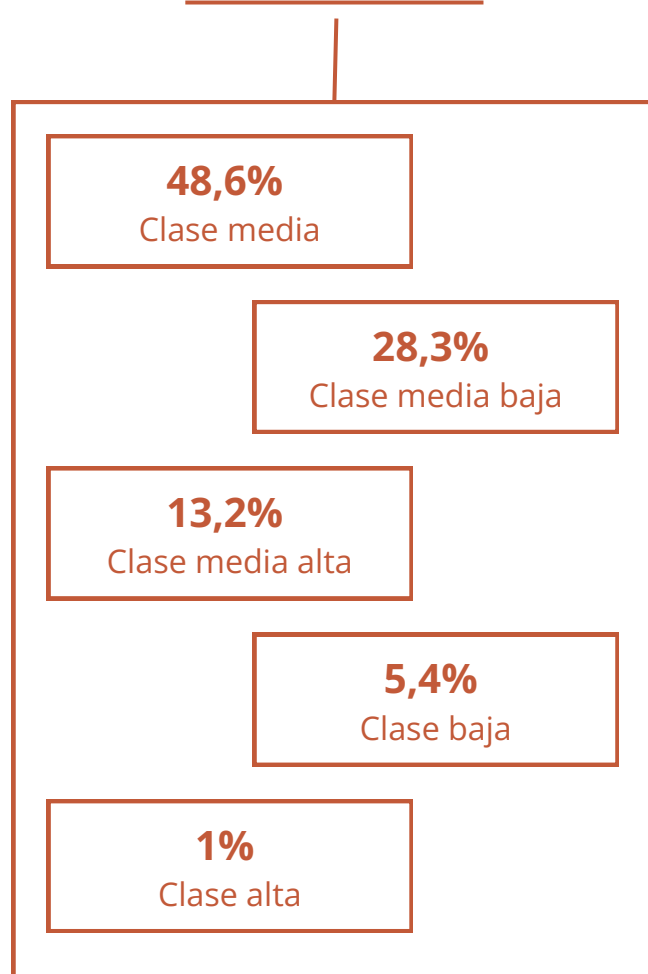 48,6%
Clase media
28,3%
Clase media baja
13,2%
Clase media alta
5,4%
Clase baja
1%
Clase alta